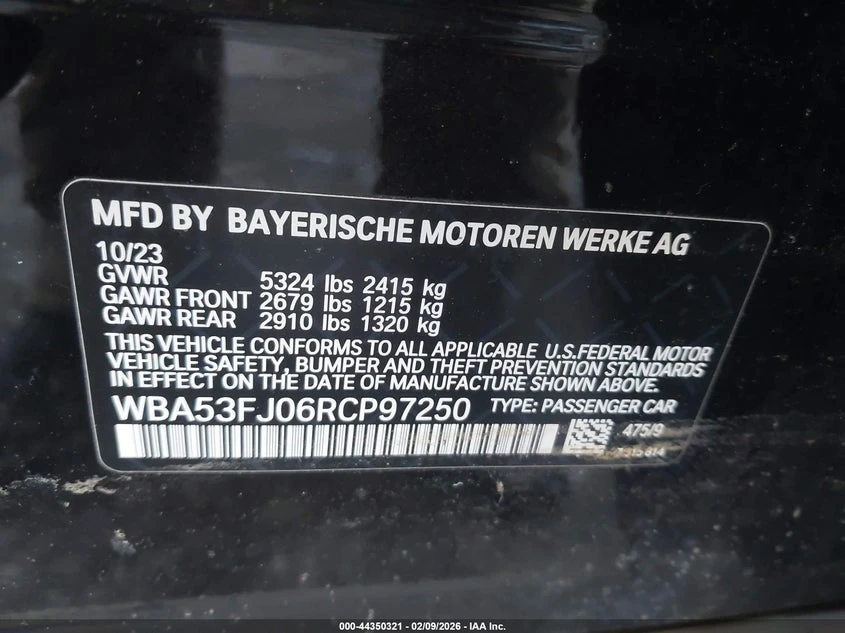 MFD BY BAYERISCHE MOTOREN WERKE AG
10/23
GVWR 5324 lbs 2415 kg
GAWR FRONT 2679 lbs 1215 kg
GAWR REAR 2910 lbs 1320 kg
THIS VEHICLE CONFORMS TO ALL APPLICABLE U.S.FEDERAL MOTOR
VEHICLE SAFETY, BUMPER AND THEFT PREVENTION STANDARDS
IN EFFECT ON THE DATE OF MANUFACTURE SHOWN ABOVE.
WBA53FJ06RCP97250 TYPE: PASSENGER CAR
475/9
000-44350321 - 02/09/2026 - IAA Inc.